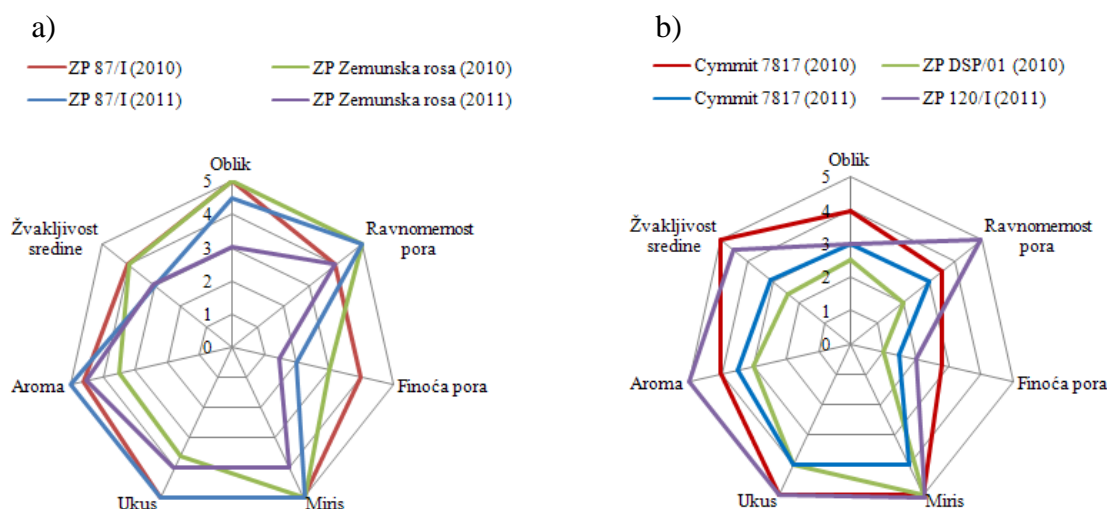 a)
ZP 87/I (2010)
ZP Zemunska rosa (2010)
ZP 87/I (2011)
ZP Zemunska rosa (2011)
Oblik
Ravnomernost
pora
Finoća pora
Miris
Ukus
Aroma
Žvakljivost
sredine
5
4
3
2
1
0
b)
Cymmit 7817 (2010)
ZP DSP/01 (2010)
Cymmit 7817 (2011)
ZP 120/I (2011)
Oblik
Ravnomernost
pora
Finoća pora
Miris
Ukus
Aroma
Žvakljivost
sredine
5
4
3
2
1
0